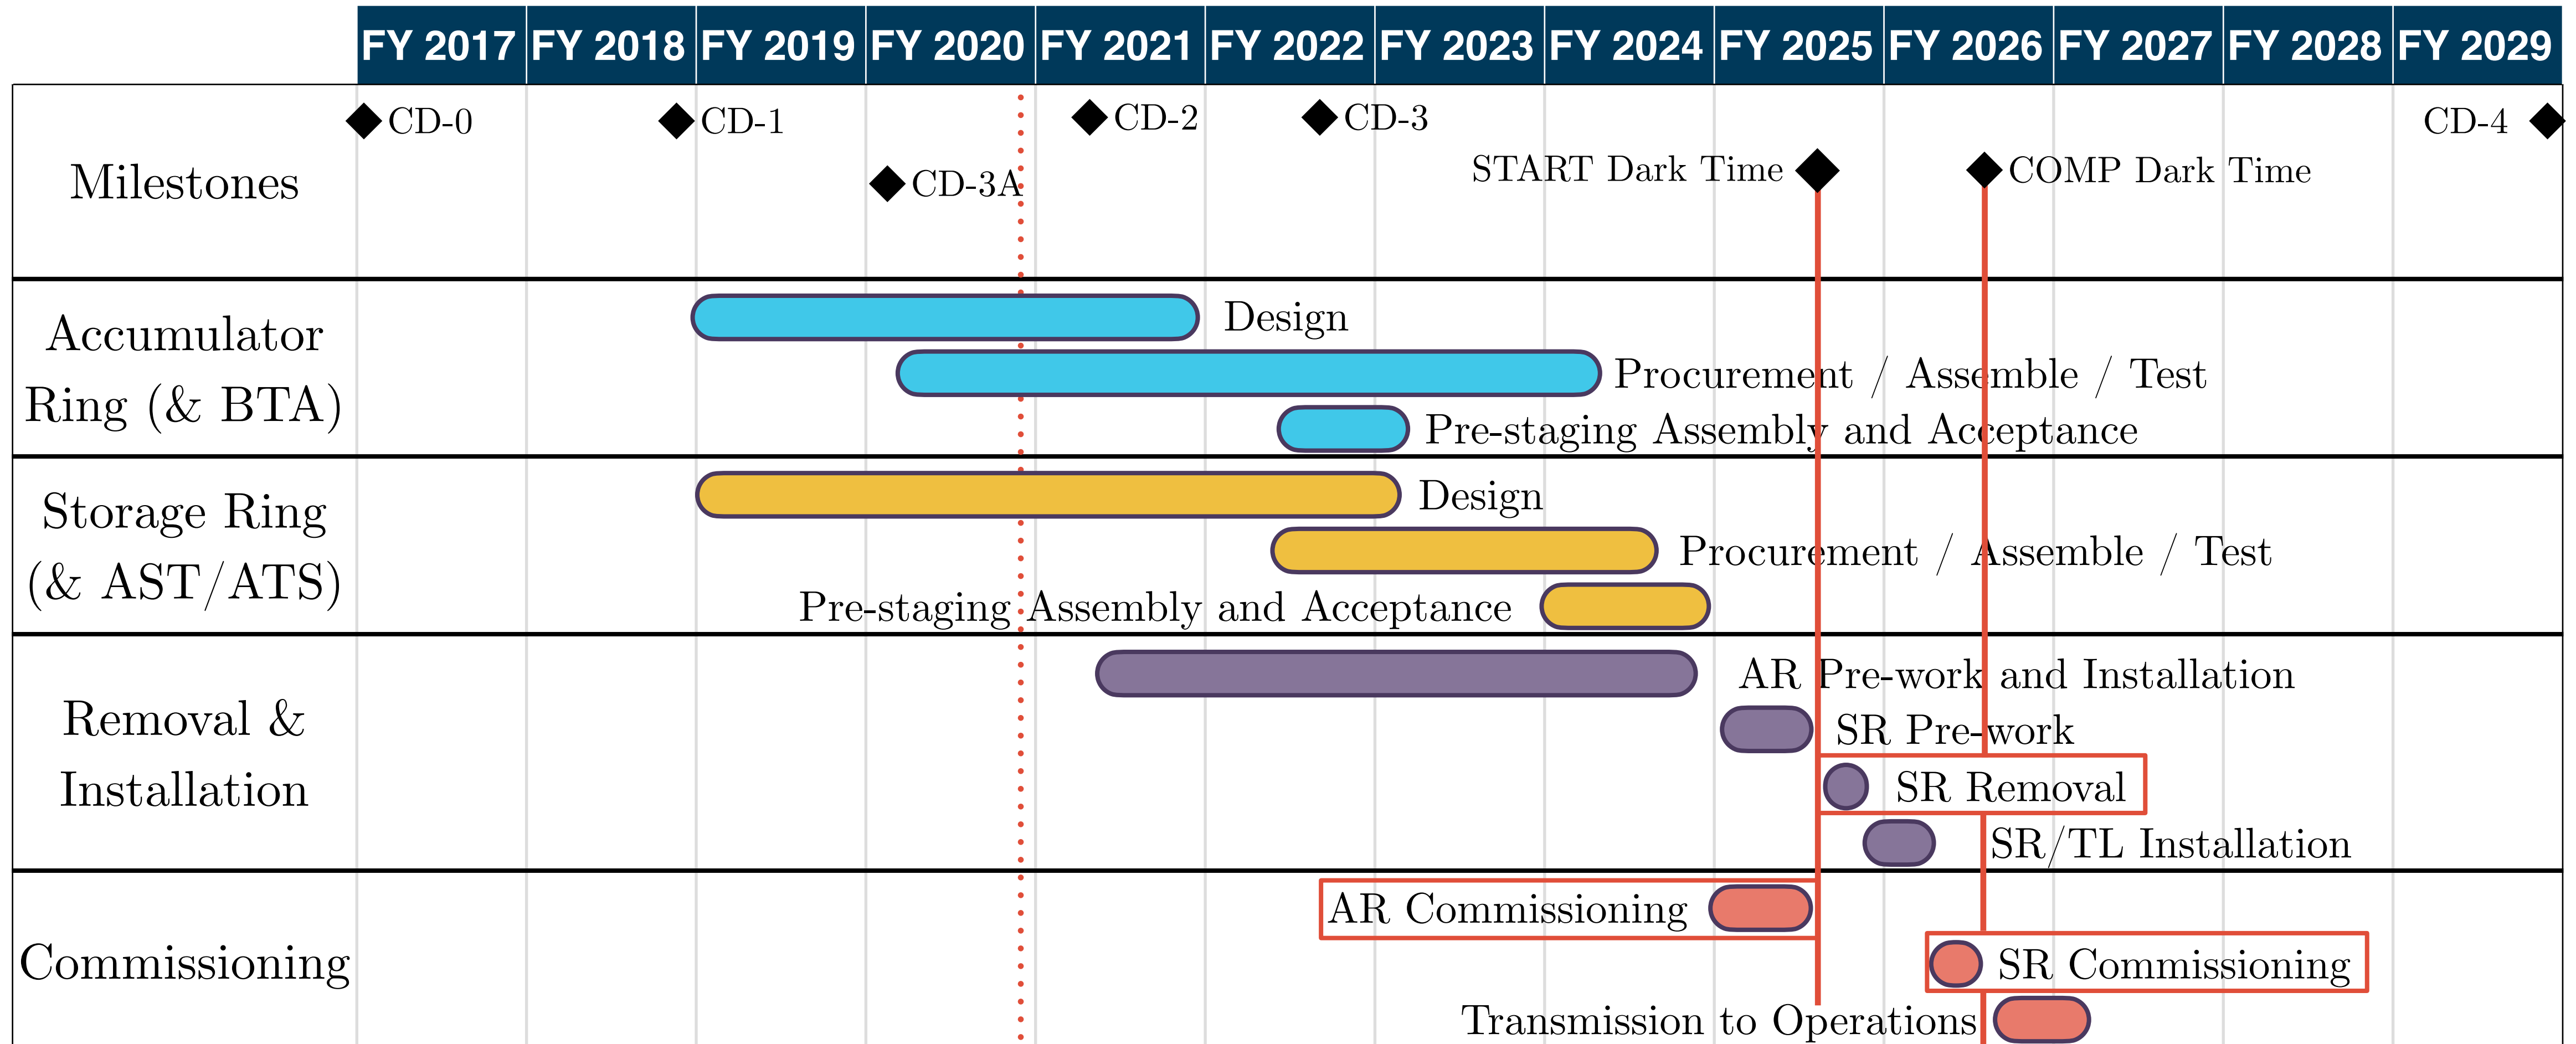 FY 2017 FY 2018 FY 2019 FY 2020 FY 2021 FY 2022 FY 2023 FY 2024 FY 2025 FY 2026 FY 2027 FY 2028 FY 2029
Milestones
CD-0
CD-1
CD-2
CD-3
CD-4
CD-3A
START Dark Time
COMP Dark Time
Accumulator
Ring (& BTA)
Design
Procurement / Assemble / Test
Pre-staging Assembly and Acceptance
Storage Ring
(& AST/ATS)
Design
Procurement / Assemble / Test
Pre-staging Assembly and Acceptance
Removal &
Installation
AR Pre-work and Installation
SR Pre-work
SR Removal
SR/TL Installation
Commissioning
AR Commissioning
SR Commissioning
Transmission to Operations